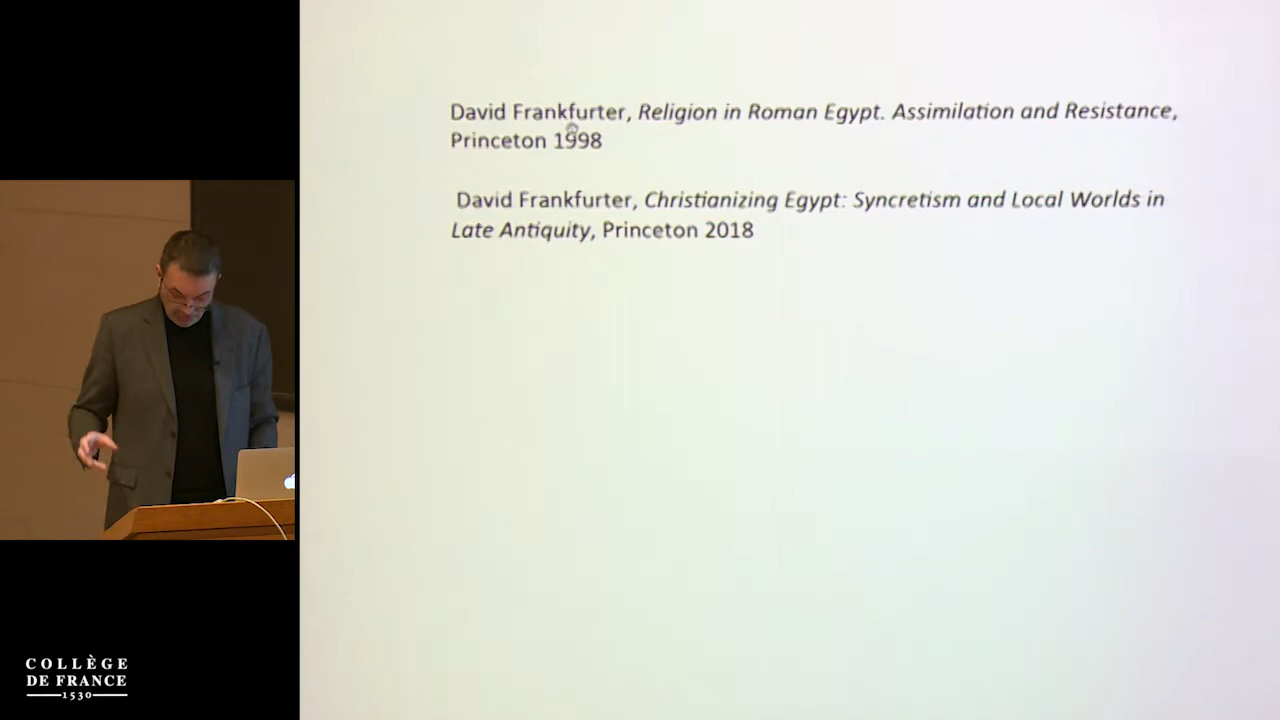 David Frankfurter, Religion in Roman Egypt. Assimilation and Resistance,
Princeton 1998
David Frankfurter, Christianizing Egypt: Syncretism and Local Worlds in
Late Antiquity, Princeton 2018
COLLÈGE
DE FRANCE
1530